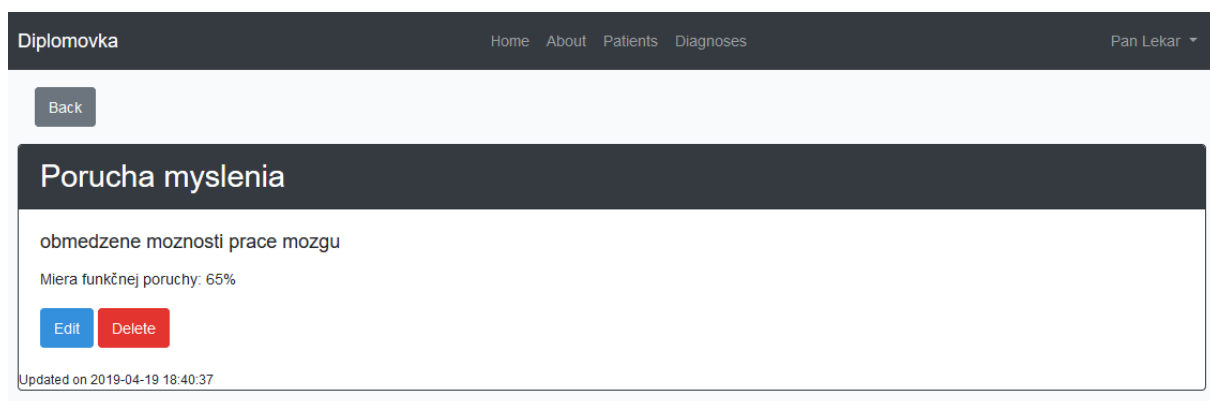 Diplomovka Home About Patients Diagnoses Pan Lekar
Back
Porucha myslenia
obmedzene moznosti prace mozgu
Miera funkčnej poruchy: 65%
Edit Delete
Updated on 2019-04-19 18:40:37